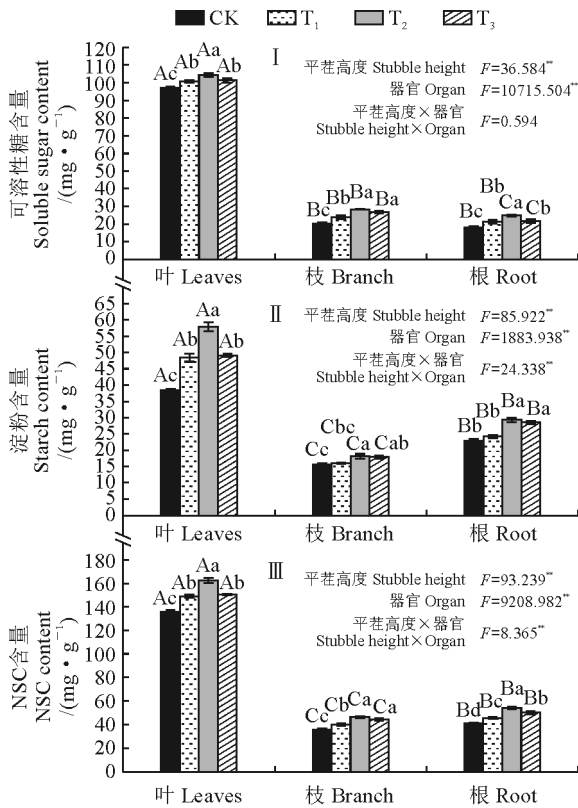 CK T₁ T₂ T₃
可溶性糖含量
Soluble sugar content
/(mg·g⁻¹)
120
110
100
90
80
70
60
50
40
30
20
10
0
Ac Ab Aa Ab
Bc Bb Ba Ba
Bc Bb Ca Cb
Ⅰ
平茬高度 Stubble height F=36.584**
器官 Organ F=10715.504**
平茬高度×器官
Stubble height×Organ F=0.594
叶 Leaves 枝 Branch 根 Root
淀粉含量
Starch content
/(mg·g⁻¹)
65
60
55
50
45
40
35
30
25
20
15
10
5
0
Ac Ab Aa Ab
Cc Cbc Ca Cab
Bb Bb Ba Ba
Ⅱ
平茬高度 Stubble height F=85.922**
器官 Organ F=1883.938**
平茬高度×器官
Stubble height×Organ F=24.338**
叶 Leaves 枝 Branch 根 Root
NSC含量
NSC content
/(mg·g⁻¹)
180
160
140
120
100
80
60
40
20
0
Ac Ab Aa Ab
Cc Cb Ca Ca
Bd Bc Ba Bb
Ⅲ
平茬高度 Stubble height F=93.239**
器官 Organ F=9208.982**
平茬高度×器官
Stubble height×Organ F=8.365**
叶 Leaves 枝 Branch 根 Root